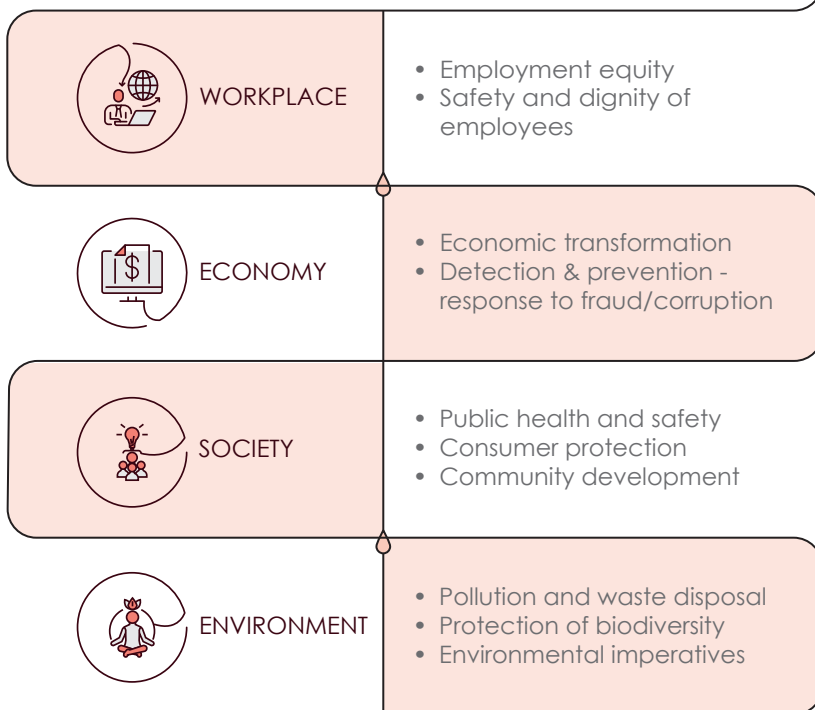 WORKPLACE
• Employment equity
• Safety and dignity of
employees
$
ECONOMY
• Economic transformation
• Detection & prevention -
response to fraud/corruption
SOCIETY
• Public health and safety
• Consumer protection
• Community development
ENVIRONMENT
• Pollution and waste disposal
• Protection of biodiversity
• Environmental imperatives